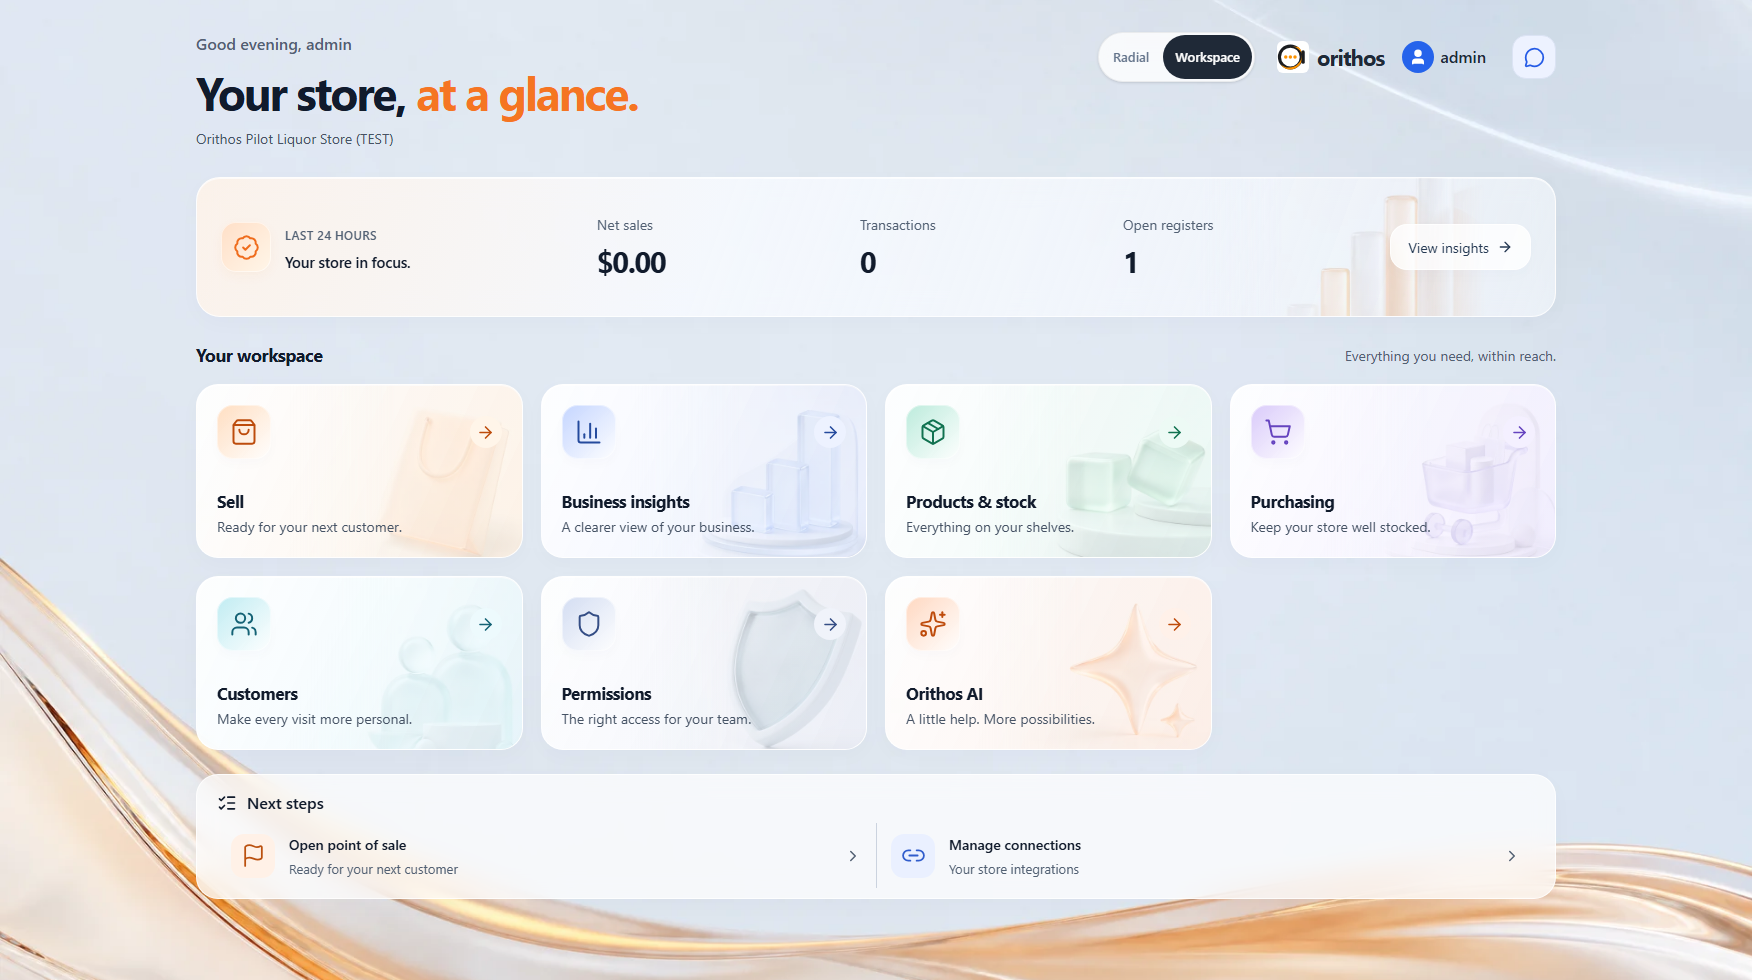 Good evening, admin
Your store, at a glance.
Orithos Pilot Liquor Store (TEST)
Radial
Workspace
orithos
admin
LAST 24 HOURS
Your store in focus.
Net sales
$0.00
Transactions
0
Open registers
1
View insights
Your workspace
Everything you need, within reach.
Sell
Ready for your next customer.
Business insights
A clearer view of your business.
Products & stock
Everything on your shelves.
Purchasing
Keep your store well stocked.
Customers
Make every visit more personal.
Permissions
The right access for your team.
Orithos AI
A little help. More possibilities.
Next steps
Open point of sale
Ready for your next customer
Manage connections
Your store integrations